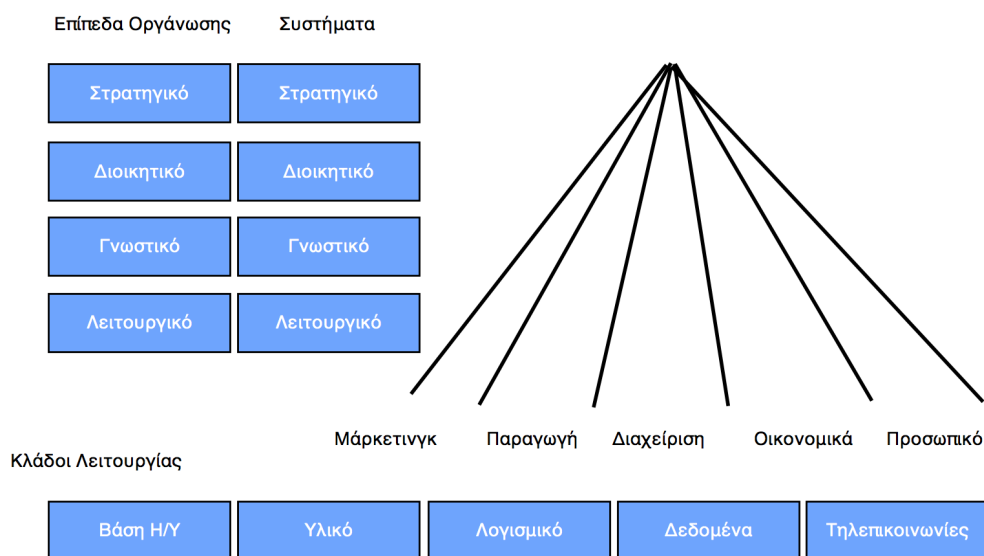 Επίπεδα Οργάνωσης Συστήματα
Στρατηγικό Στρατηγικό
Διοικητικό Διοικητικό
Γνωστικό Γνωστικό
Λειτουργικό Λειτουργικό
Μάρκετινγκ Παραγωγή Διαχείριση Οικονομικά Προσωπικό
Κλάδοι Λειτουργίας
Βάση Η/Υ Υλικό Λογισμικό Δεδομένα Τηλεπικοινωνίες